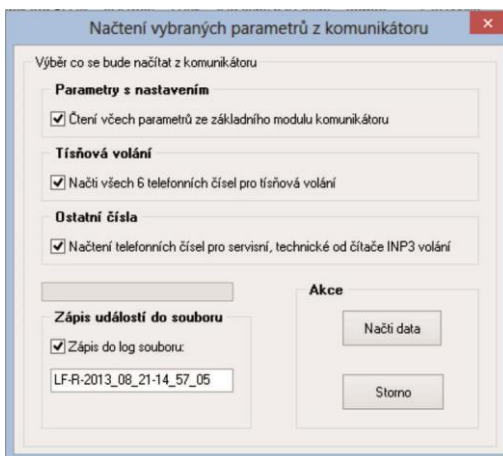 Načtení vybraných parametrů z komunikátoru
Výběr co se bude načítat z komunikátoru
Parametry s nastavením
Čtení včech parametrů ze základního modulu komunikátoru
Tísňová volání
Načti všech 6 telefonních čísel pro tísňová volání
Ostatní čísla
Načtení telefonních čísel pro servisní, technické od čítače INP3 volání
Zápis událostí do souboru
Zápis do log souboru:
LF-R-2013_08_21-14_57_05
Akce
Načti data
Storno